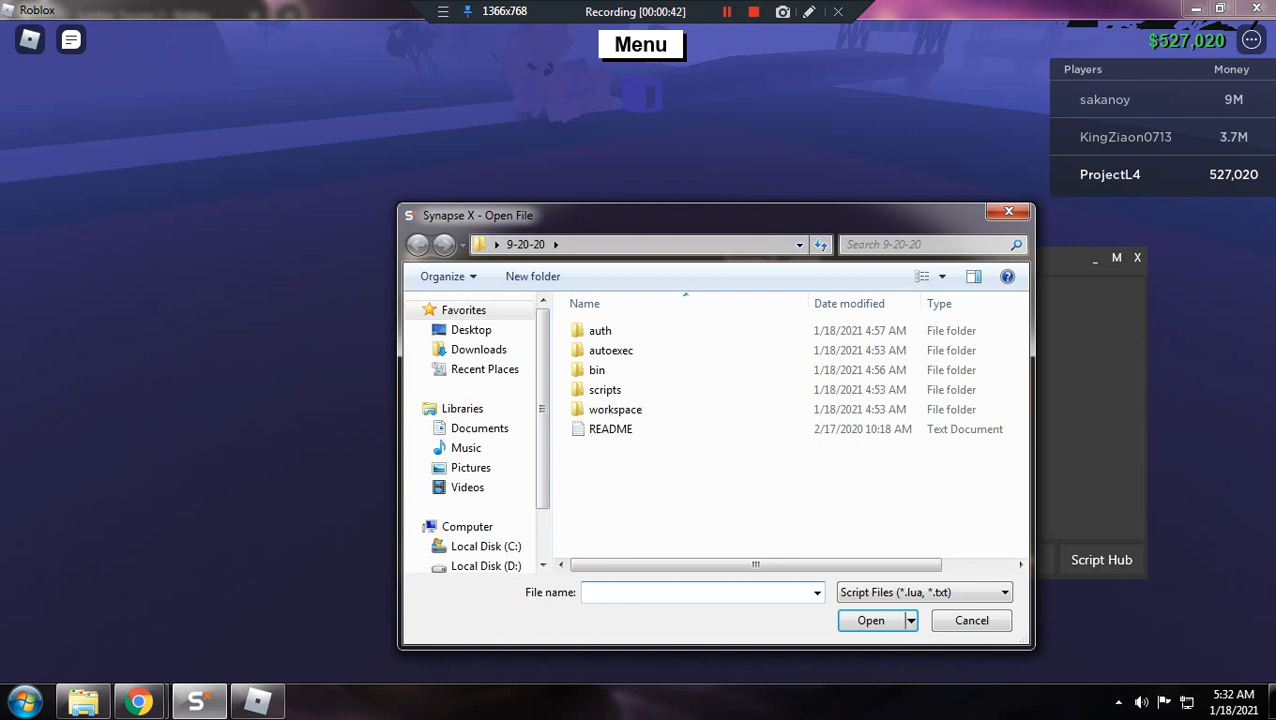 Roblox
1366x768
Recording [00:00:42]
Menu
$527,020
Players Money
sakanoy 9M
KingZiaon0713 3.7M
ProjectL4 527,020
Synapse X - Open File
9-20-20
Search 9-20-20
Organize New folder
Name Date modified Type
Favorites
Desktop
Downloads
Recent Places
Libraries
Documents
Music
Pictures
Videos
Computer
Local Disk (C:)
Local Disk (D:)
auth 1/18/2021 4:57 AM File folder
autoexec 1/18/2021 4:53 AM File folder
bin 1/18/2021 4:56 AM File folder
scripts 1/18/2021 4:53 AM File folder
workspace 1/18/2021 4:53 AM File folder
README 2/17/2020 10:18 AM Text Document
_ M X
Script Hub
File name:
Script Files (*.lua, *.txt)
Open
Cancel
5:32 AM
1/18/2021